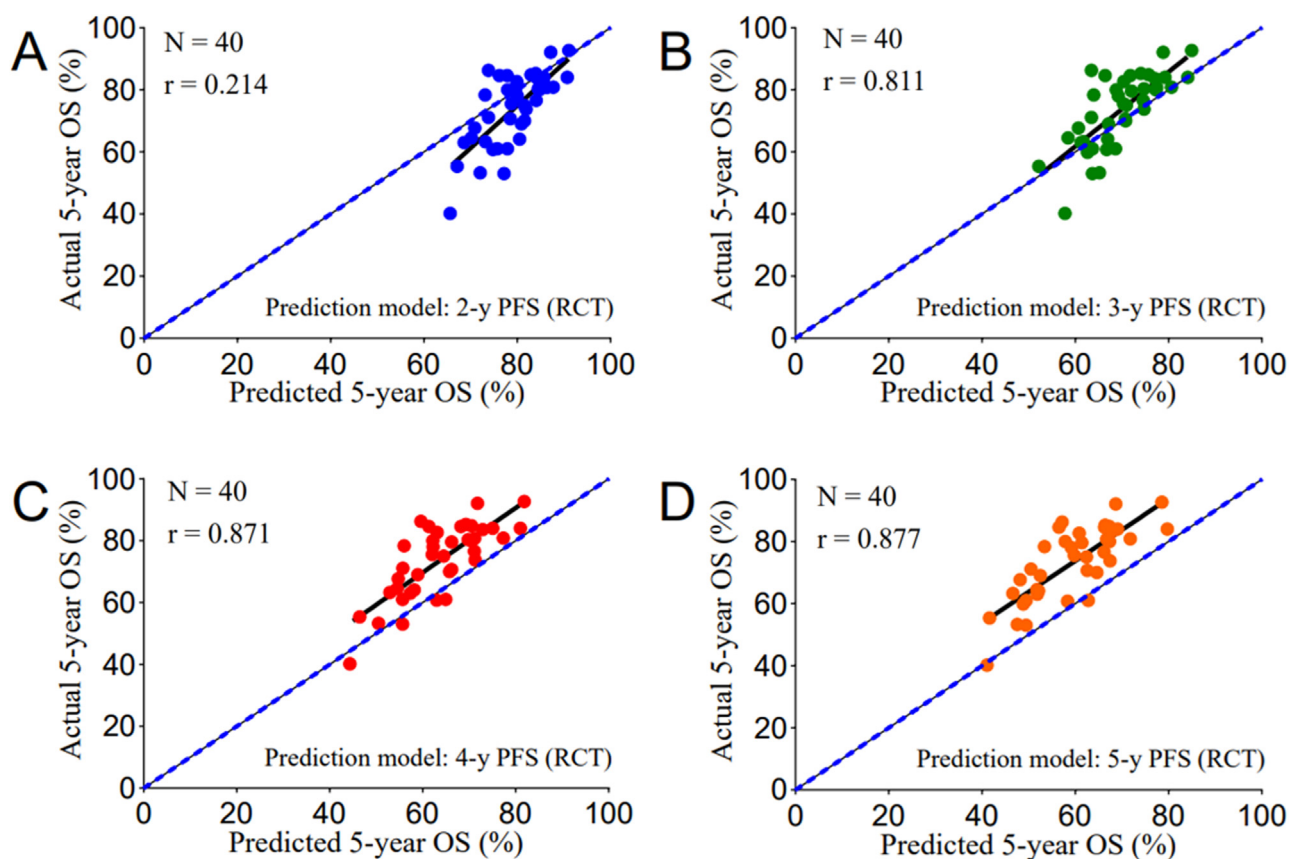 A
N = 40
r = 0.214
Actual 5-year OS (%)
100
80
60
40
20
0
Prediction model: 2-y PFS (RCT)
0 20 40 60 80 100
Predicted 5-year OS (%)
B
N = 40
r = 0.811
Actual 5-year OS (%)
100
80
60
40
20
0
Prediction model: 3-y PFS (RCT)
0 20 40 60 80 100
Predicted 5-year OS (%)
C
N = 40
r = 0.871
Actual 5-year OS (%)
100
80
60
40
20
0
Prediction model: 4-y PFS (RCT)
0 20 40 60 80 100
Predicted 5-year OS (%)
D
N = 40
r = 0.877
Actual 5-year OS (%)
100
80
60
40
20
0
Prediction model: 5-y PFS (RCT)
0 20 40 60 80 100
Predicted 5-year OS (%)